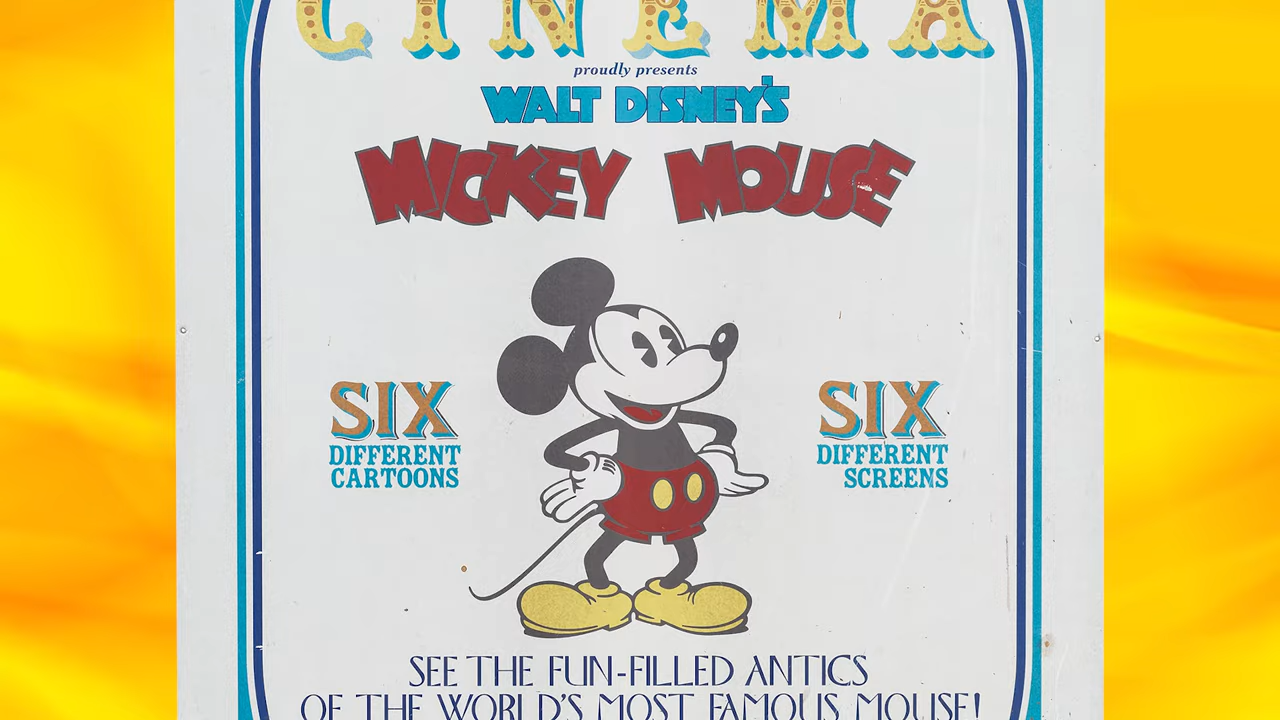 CINEMA
proudly presents
WALT DISNEY'S
MICKEY MOUSE
SIX
DIFFERENT
CARTOONS
SIX
DIFFERENT
SCREENS
SEE THE FUN-FILLED ANTICS
OF THE WORLD'S MOST FAMOUS MOUSE!